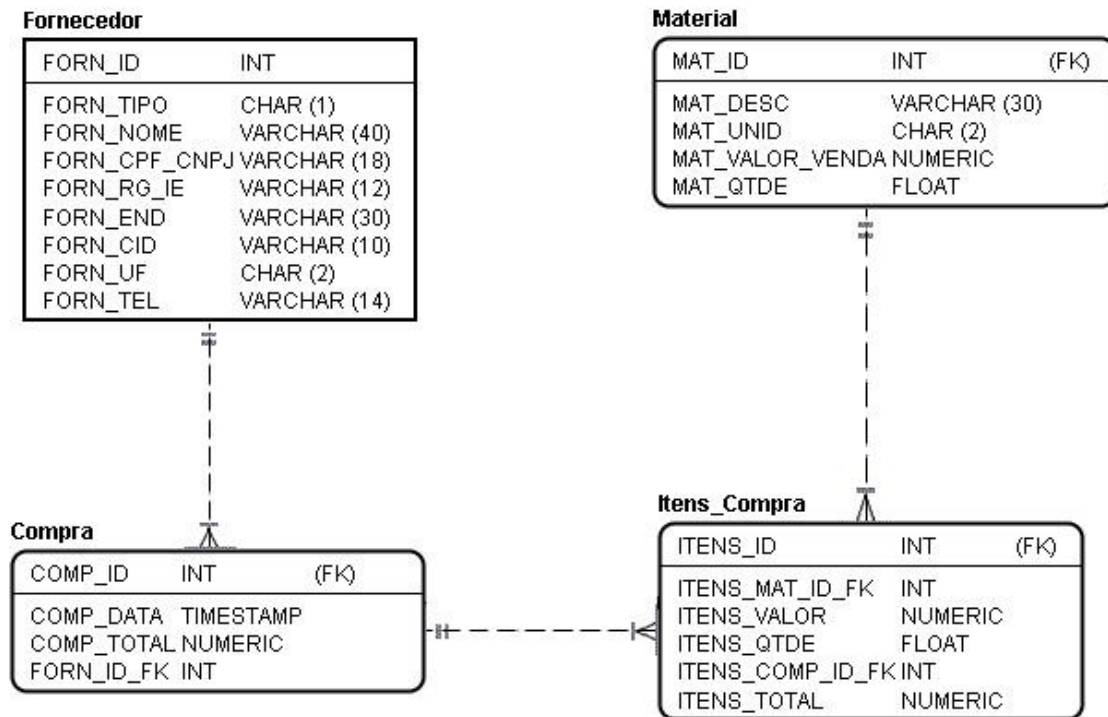 Fornecedor
FORN_ID INT
FORN_TIPO CHAR (1)
FORN_NOME VARCHAR (40)
FORN_CPF_CNPJ VARCHAR (18)
FORN_RG_IE VARCHAR (12)
FORN_END VARCHAR (30)
FORN_CID VARCHAR (10)
FORN_UF CHAR (2)
FORN_TEL VARCHAR (14)
Material
MAT_ID INT (FK)
MAT_DESC VARCHAR (30)
MAT_UNID CHAR (2)
MAT_VALOR_VENDA NUMERIC
MAT_QTDE FLOAT
Compra
COMP_ID INT (FK)
COMP_DATA TIMESTAMP
COMP_TOTAL NUMERIC
FORN_ID_FK INT
Itens_Compra
ITENS_ID INT (FK)
ITENS_MAT_ID_FK INT
ITENS_VALOR NUMERIC
ITENS_QTDE FLOAT
ITENS_COMP_ID_FK INT
ITENS_TOTAL NUMERIC